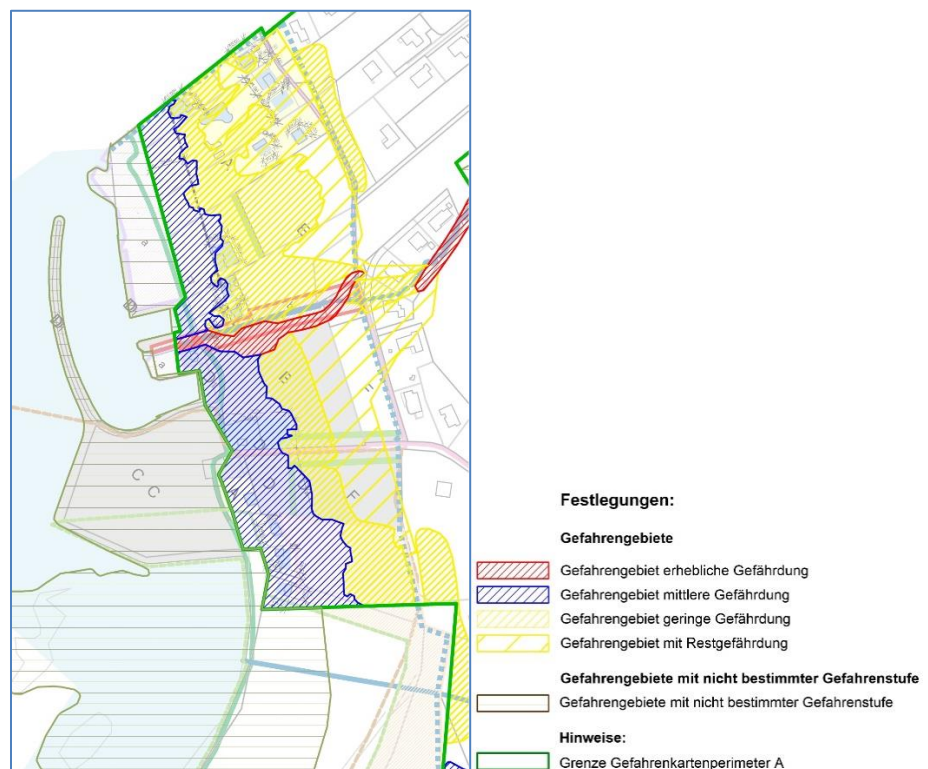 A
E
a
a
E
F
C C
A
D
D
F
Festlegungen:
Gefahrengebiete
Gefahrengebiet erhebliche Gefährdung
Gefahrengebiet mittlere Gefährdung
Gefahrengebiet geringe Gefährdung
Gefahrengebiet mit Restgefährdung
Gefahrengebiete mit nicht bestimmter Gefahrenstufe
Gefahrengebiete mit nicht bestimmter Gefahrenstufe
Hinweise:
Grenze Gefahrenkartenperimeter A